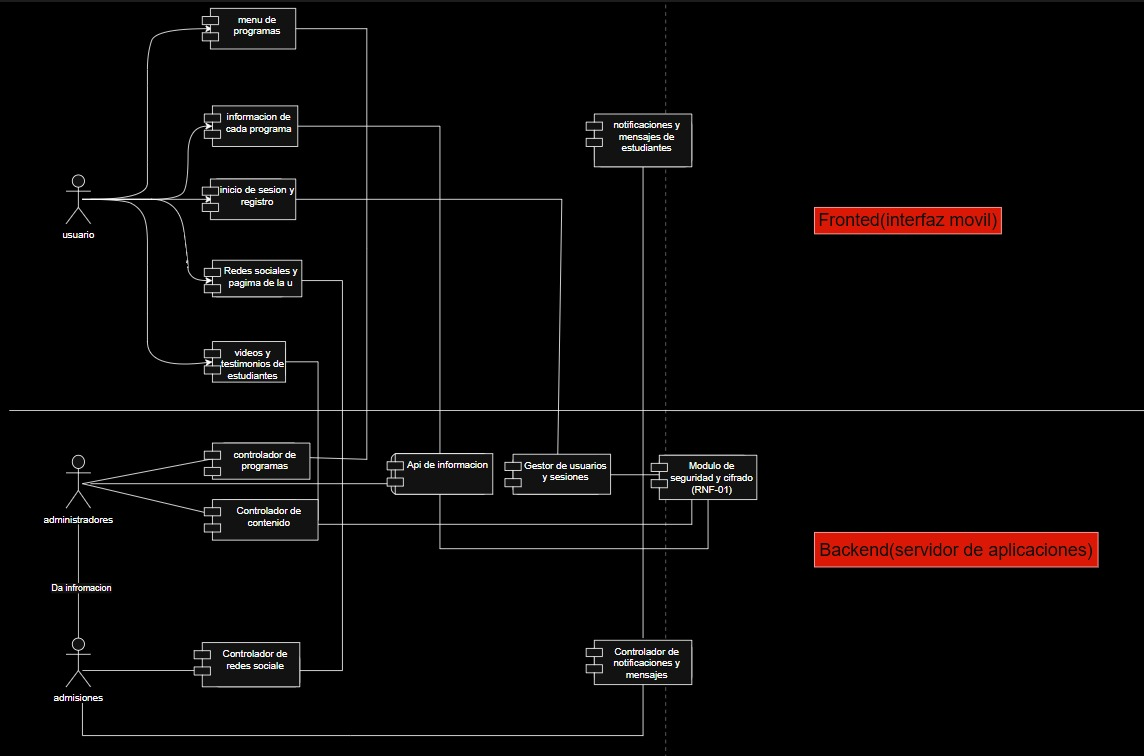 menu de
programas
informacion de
cada programa
notificaciones y
mensajes de
estudiantes
inicio de sesion y
registro
usuario
Fronted(interfaz movil)
Redes sociales y
pagima de la u
videos y
testimonios de
estudiantes
controlador de
programas
Api de informacion
Gestor de usuarios
y sesiones
Modulo de
seguridad y cifrado
(RNF-01)
administradores
Controlador de
contenido
Backend(servidor de aplicaciones)
Da infromacion
Controlador de
redes sociale
Controlador de
notificaciones y
mensajes
admisiones